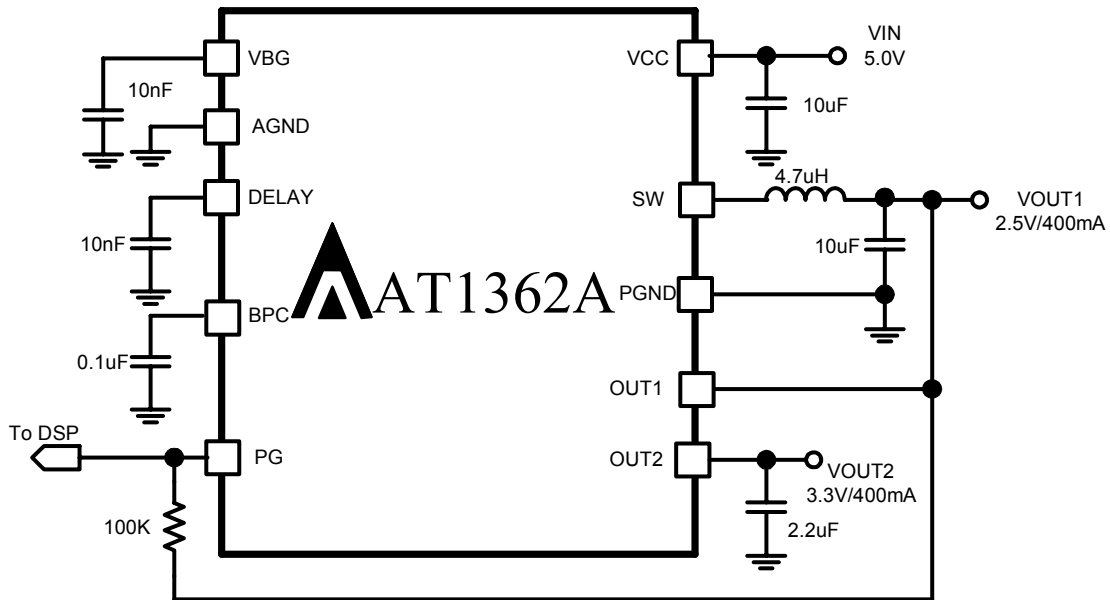 VBG
10nF
AGND
DELAY
10nF
BPC
0.1uF
To DSP
PG
100K
AT1362A
VCC
VIN
5.0V
10uF
4.7uH
SW
VOUT1
2.5V/400mA
10uF
PGND
OUT1
OUT2
VOUT2
3.3V/400mA
2.2uF